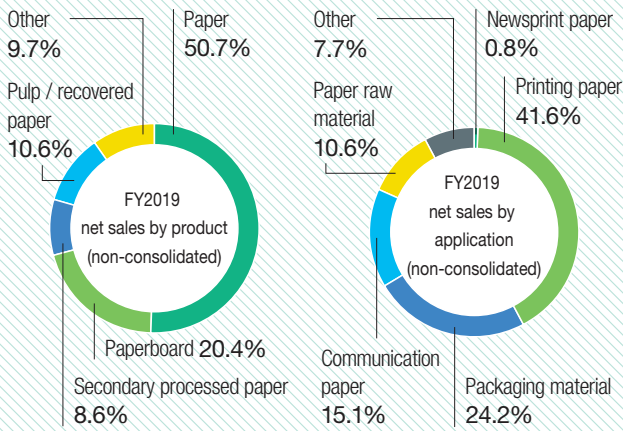 Other
9.7%
Paper
50.7%
Pulp / recovered
paper
10.6%
FY2019
net sales by product
(non-consolidated)
Paperboard 20.4%
Secondary processed paper
8.6%
Other
7.7%
Newsprint paper
0.8%
Paper raw
material
10.6%
Printing paper
41.6%
FY2019
net sales by
application
(non-consolidated)
Communication
paper
15.1%
Packaging material
24.2%